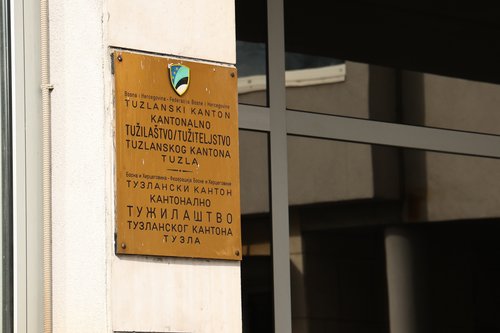 Bosna i Hercegovina - Federacija Bosne i Hercegovine
TUZLANSKI KANTON
KANTONALNO
TUŽILAŠTVO/TUŽITELJSTVO
TUZLANSKOG KANTONA
TUZLA
Босна и Херцеговина - Федерација Босне и Херцеговине
ТУЗЛАНСКИ КАНТОН
КАНТОНАЛНО
ТУЖИЛАШТВО
ТУЗЛАНСКОГ КАНТОНА
ТУЗЛА